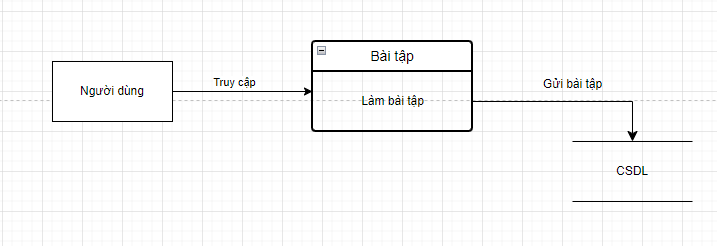 Bài tập
Người dùng
Truy cập
Làm bài tập
Gửi bài tập
CSDL